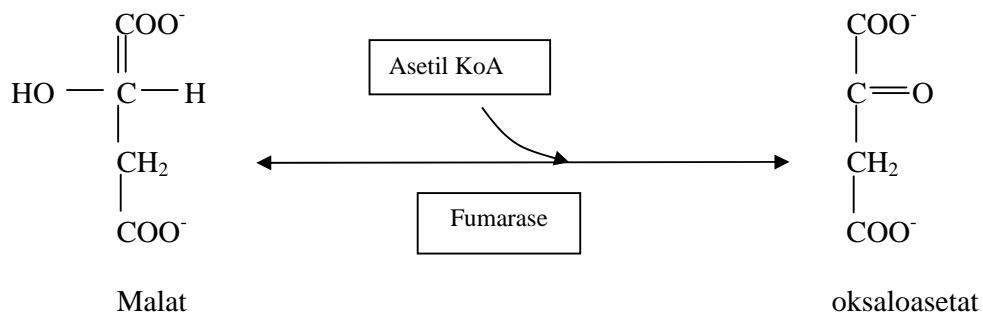 COO⁻
HO C H
CH₂
COO⁻
Malat
Asetil KoA
Fumarase
COO⁻
C O
CH₂
COO⁻
oksaloasetat